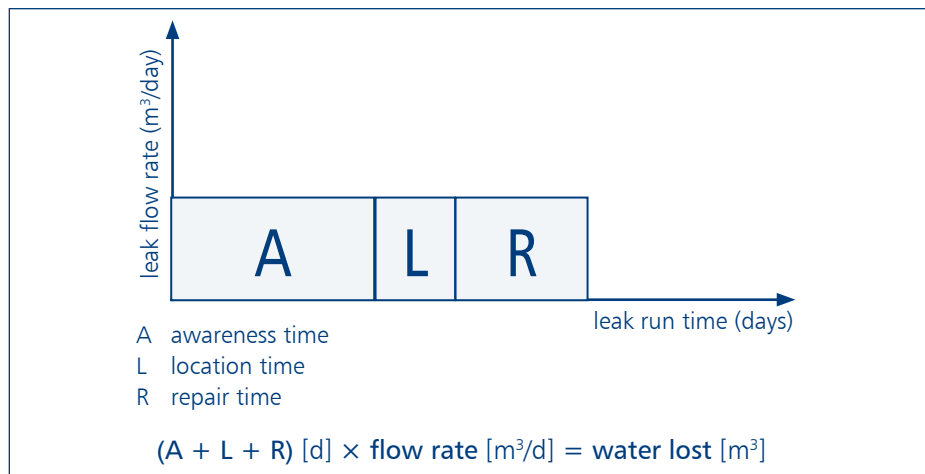 leak flow rate (m³/day)
A L R
leak run time (days)
A awareness time
L location time
R repair time
(A + L + R) [d] × flow rate [m³/d] = water lost [m³]